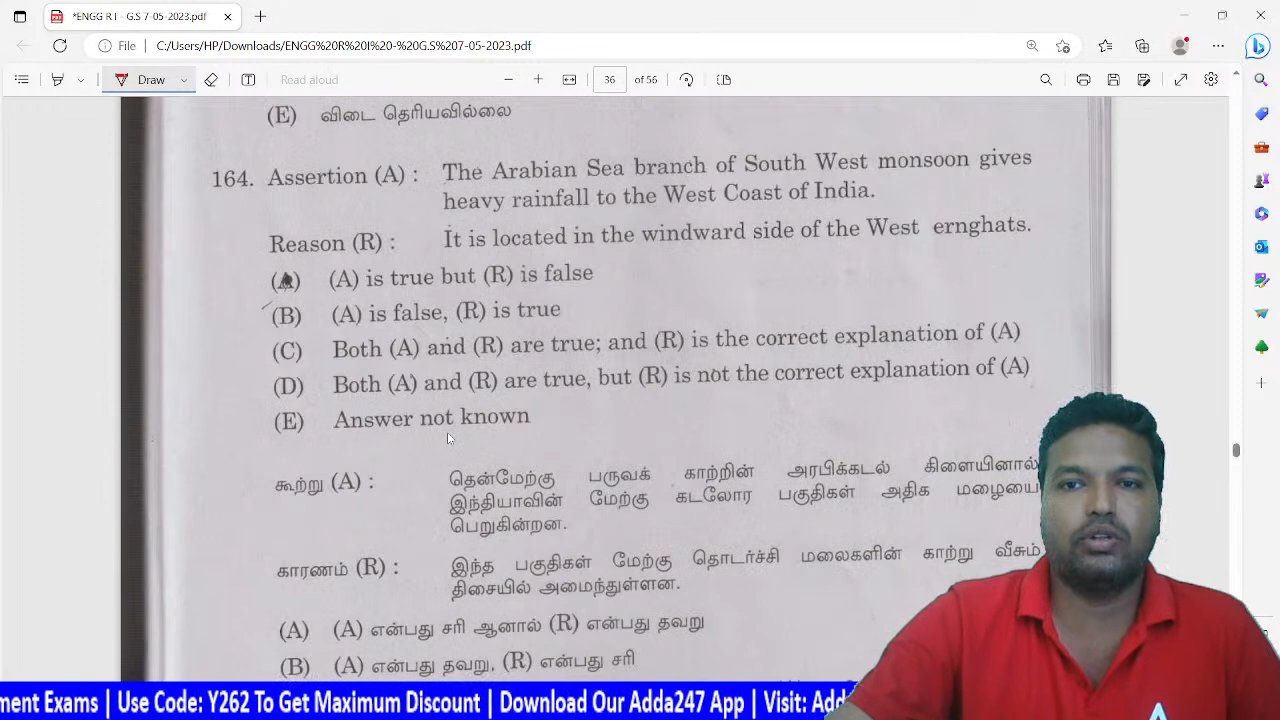 *ENGG R I - G.S 7-05-2023.pdf
File C:/Users/HP/Downloads/ENGG%20R%20I%20-%20G.S%207-05-2023.pdf
Draw Read aloud 36 of 56
(E) விடை தெரியவில்லை
164. Assertion (A) : The Arabian Sea branch of South West monsoon gives
heavy rainfall to the West Coast of India.
Reason (R) : It is located in the windward side of the West ernghats.
(A) (A) is true but (R) is false
(B) (A) is false, (R) is true
(C) Both (A) and (R) are true; and (R) is the correct explanation of (A)
(D) Both (A) and (R) are true, but (R) is not the correct explanation of (A)
(E) Answer not known
கூற்று (A) : தென்மேற்கு பருவக் காற்றின் அரபிக்கடல் கிளையினால்
இந்தியாவின் மேற்கு கடலோர பகுதிகள் அதிக மழையை
பெறுகின்றன.
காரணம் (R) : இந்த பகுதிகள் மேற்கு தொடர்ச்சி மலைகளின் காற்று வீசும்
திசையில் அமைந்துள்ளன.
(A) (A) என்பது சரி ஆனால் (R) என்பது தவறு
(B) (A) என்பது தவறு, (R) என்பது சரி
ment Exams | Use Code: Y262 To Get Maximum Discount | Download Our Adda247 App | Visit: Add